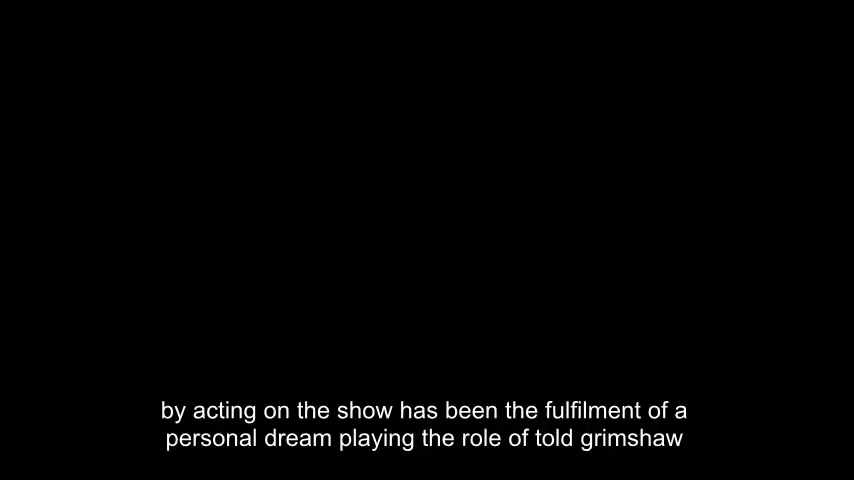 by acting on the show has been the fulfilment of a
personal dream playing the role of told grimshaw